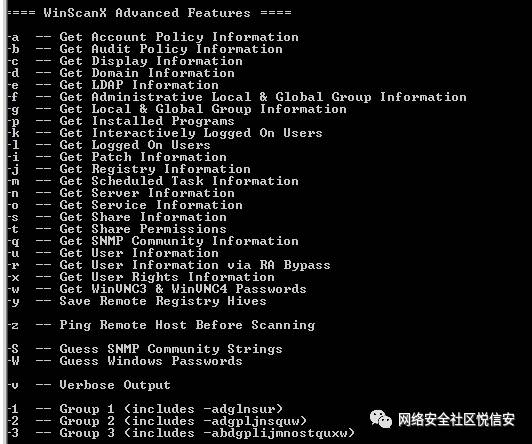 ==== WinScanX Advanced Features ====
-a -- Get Account Policy Information
-b -- Get Audit Policy Information
-c -- Get Display Information
-d -- Get Domain Information
-e -- Get LDAP Information
-f -- Get Administrative Local & Global Group Information
-g -- Get Local & Global Group Information
-p -- Get Installed Programs
-k -- Get Interactively Logged On Users
-l -- Get Logged On Users
-i -- Get Patch Information
-j -- Get Registry Information
-m -- Get Scheduled Task Information
-n -- Get Server Information
-o -- Get Service Information
-s -- Get Share Information
-t -- Get Share Permissions
-q -- Get SNMP Community Information
-u -- Get User Information
-r -- Get User Information via RA Bypass
-x -- Get User Rights Information
-w -- Get WinVNC3 & WinVNC4 Passwords
-y -- Save Remote Registry Hives
-z -- Ping Remote Host Before Scanning
-S -- Guess SNMP Community Strings
-W -- Guess Windows Passwords
-v -- Verbose Output
-1 -- Group 1 (includes -adglnsur)
-2 -- Group 2 (includes -adgpljnsquw)
-3 -- Group 3 (includes -abdgplijmnostquxw)
网络安全社区悦信安